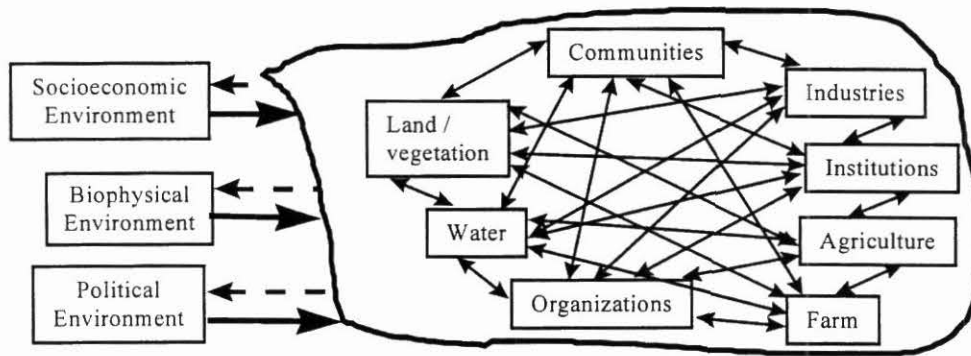 Socioeconomic
Environment
Biophysical
Environment
Political
Environment
Communities
Land /
vegetation
Water
Organizations
Industries
Institutions
Agriculture
Farm